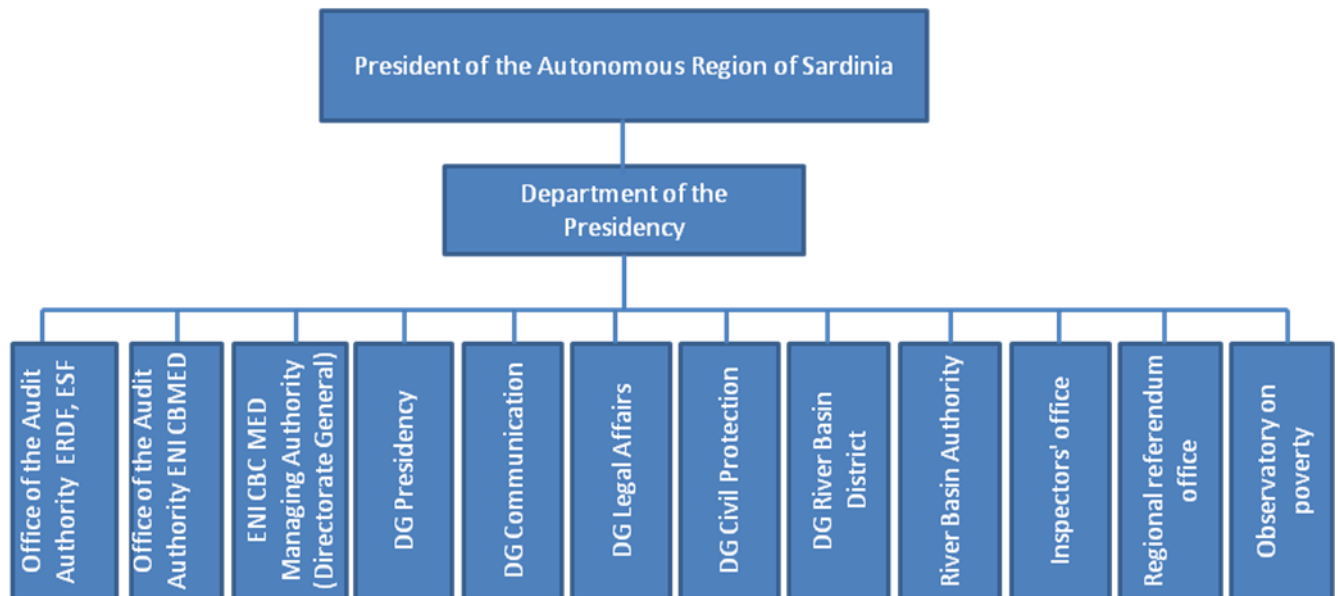 President of the Autonomous Region of Sardinia
Department of the
Presidency
Office of the Audit
Authority ERDF, ESF
Office of the Audit
Authority ENI CBMED
ENI CBC MED
Managing Authority
(Directorate General)
DG Presidency
DG Communication
DG Legal Affairs
DG Civil Protection
DG River Basin
District
River Basin Authority
Inspectors' office
Regional referendum
office
Observatory on
poverty